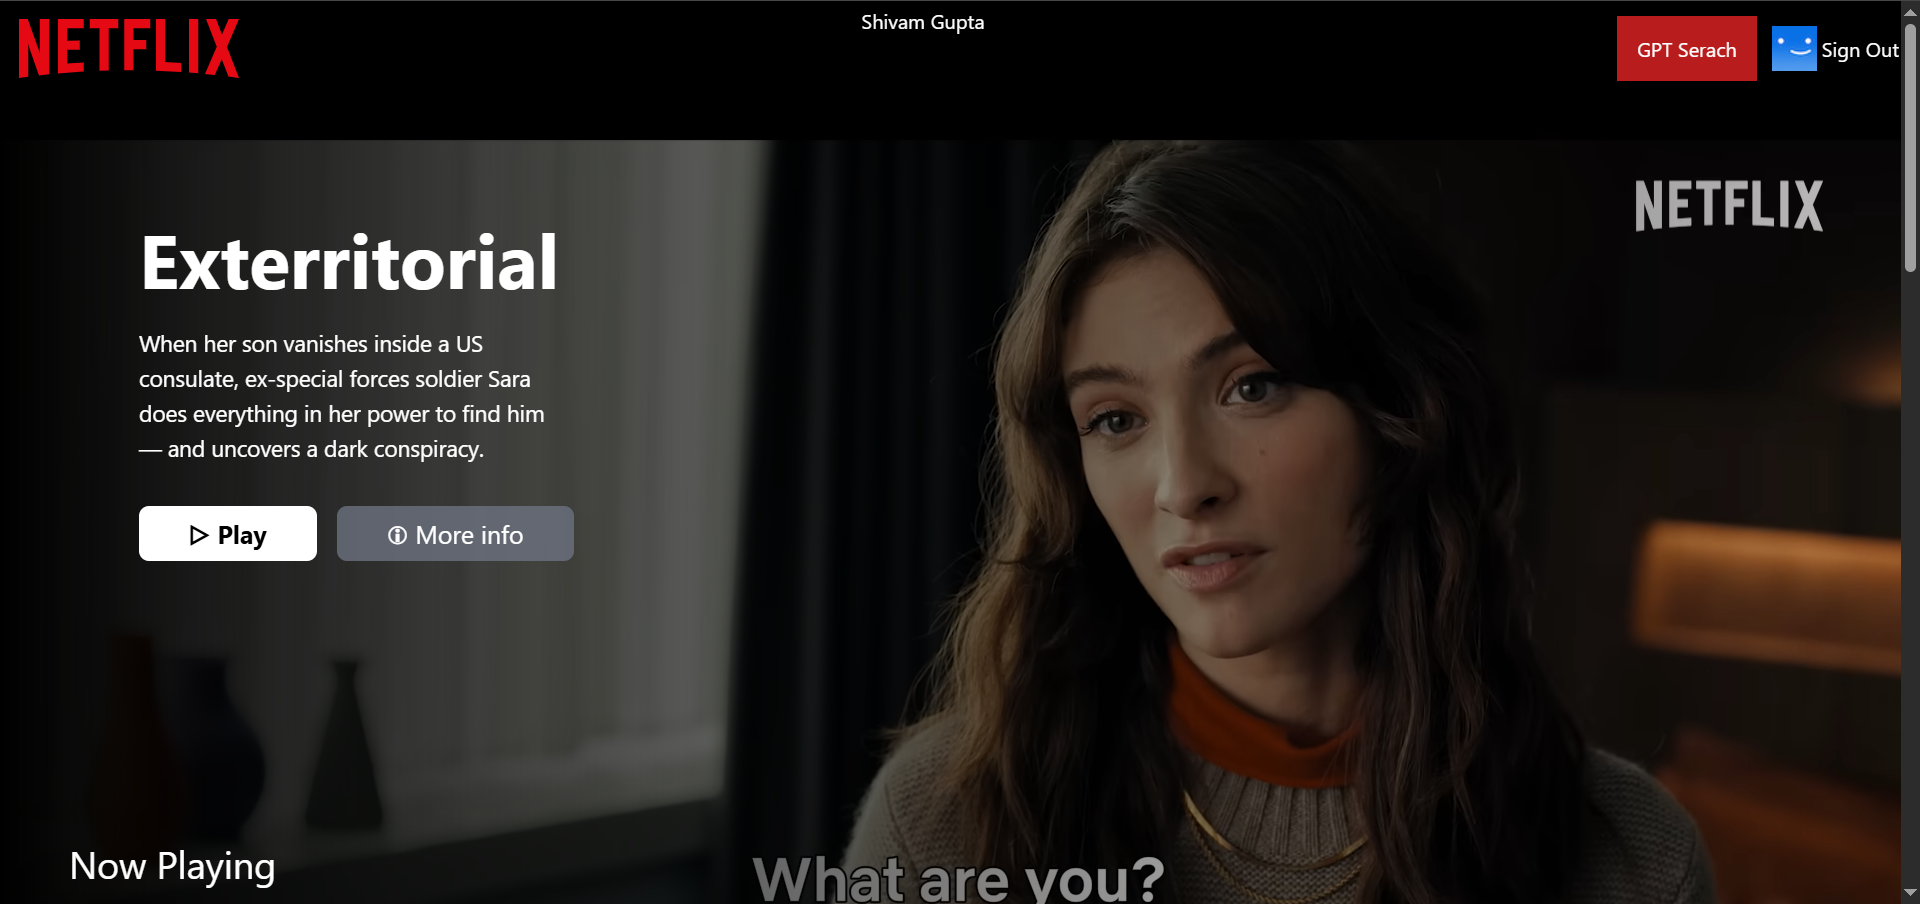 NETFLIX
Shivam Gupta
GPT Serach
Sign Out
NETFLIX
Exterritorial
When her son vanishes inside a US
consulate, ex-special forces soldier Sara
does everything in her power to find him
— and uncovers a dark conspiracy.
Play
More info
Now Playing
What are you?